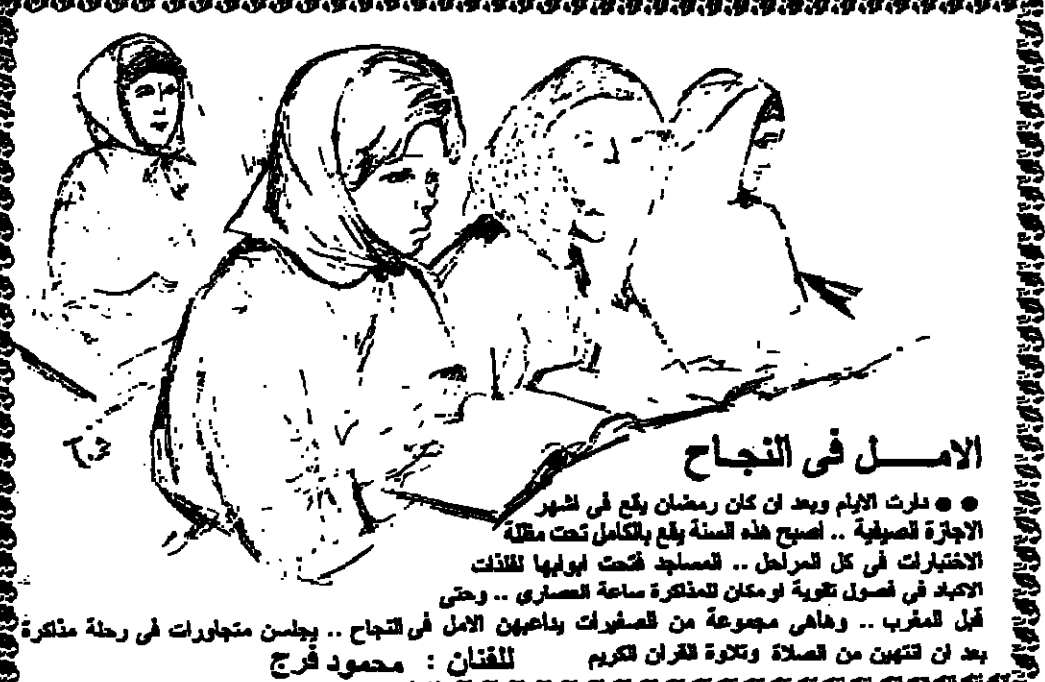 الامــــل فى النجــاح
● ● دارت الايام وبعد ان كان رمضان يقع فى اشهر
الاجازة الصيفية .. اصبح هذه السنة يقع بالكامل تحت مظلة
الاختبارات فى كل المراحل .. المساجد فتحت ابوابها لفلذات
الاكباد فى فصول تقوية او مكان للمذاكرة ساعة العصارى .. وحتى
قبل المغرب .. وهاهى مجموعة من الصغيرات يداعبهن الامل فى النجاح .. يجلسن متجاورات فى رحلة مذاكرة
بعد ان انتهين من الصلاة وتلاوة القران الكريم
للفنان : محمود فرج